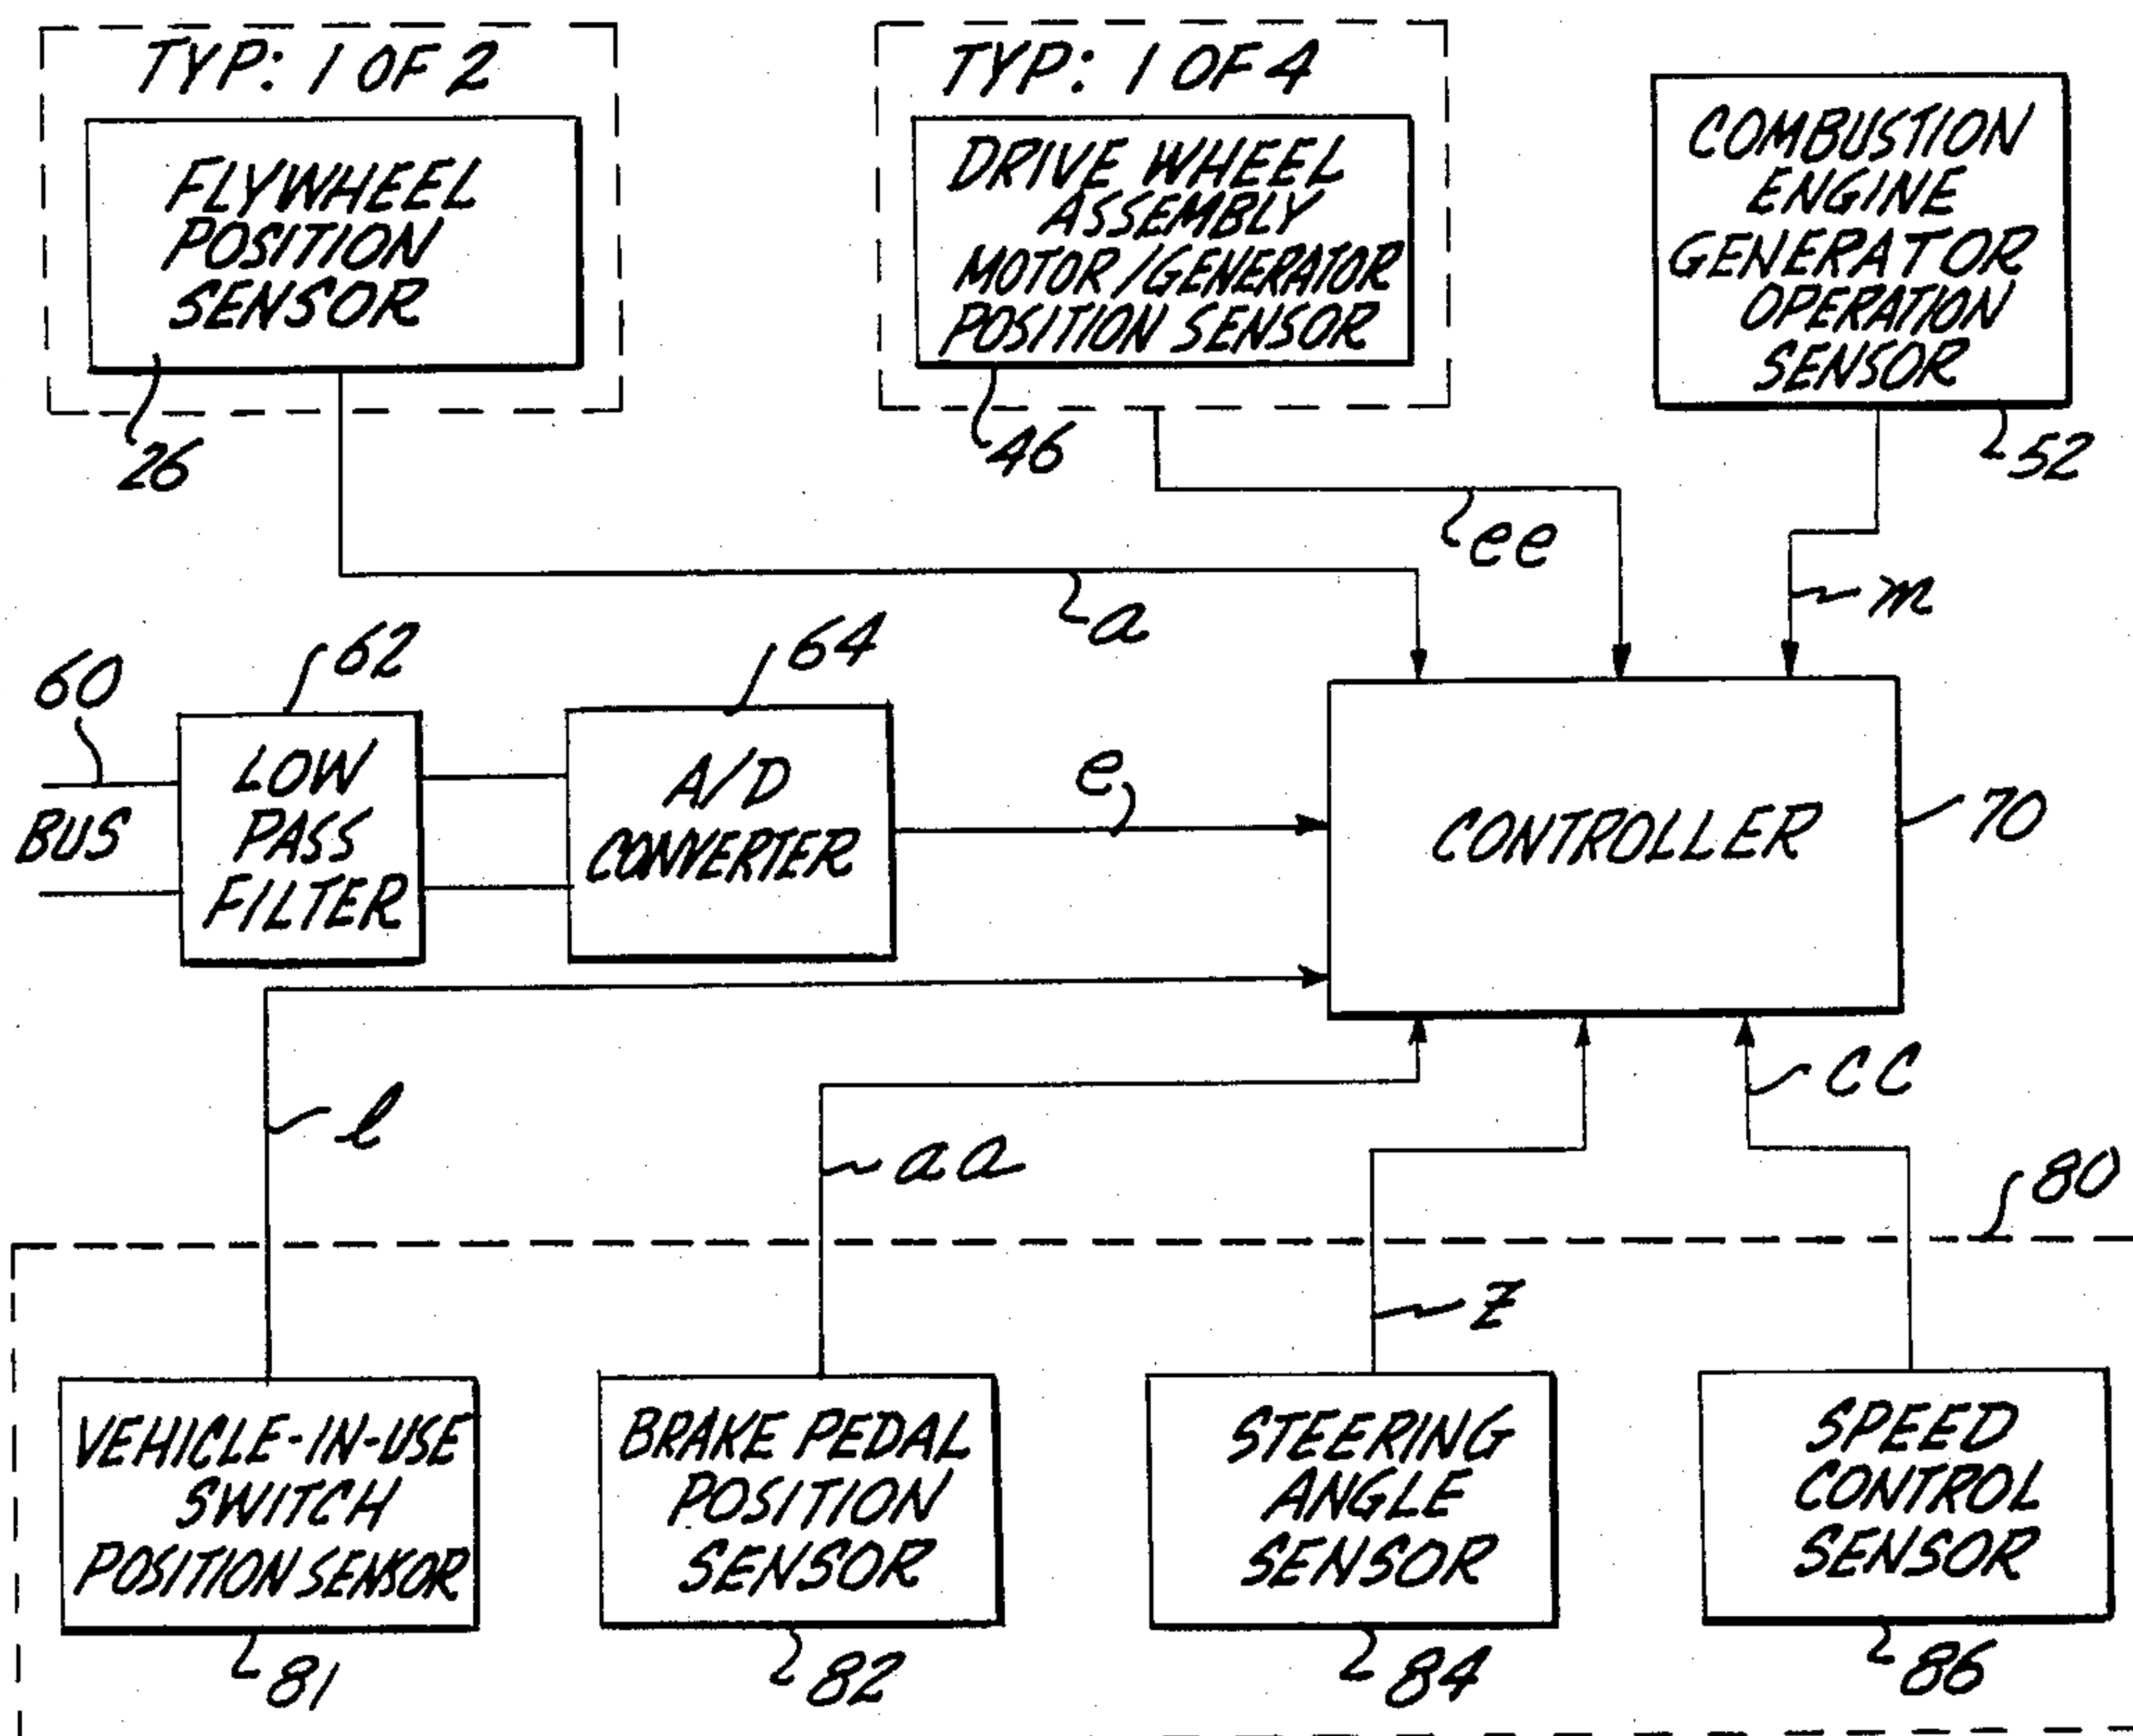 TYP: 1 OF 2
FLYWHEEL
POSITION
SENSOR
26
TYP: 1 OF 4
DRIVE WHEEL
ASSEMBLY
MOTOR/GENERATOR
POSITION SENSOR
46
COMBUSTION
ENGINE
GENERATOR
OPERATION
SENSOR
52
ee
m
a
60
BUS
62
LOW
PASS
FILTER
64
A/D
CONVERTER
e
CONTROLLER
70
l
aa
z
cc
80
VEHICLE-IN-USE
SWITCH
POSITION SENSOR
81
BRAKE PEDAL
POSITION
SENSOR
82
STEERING
ANGLE
SENSOR
84
SPEED
CONTROL
SENSOR
86